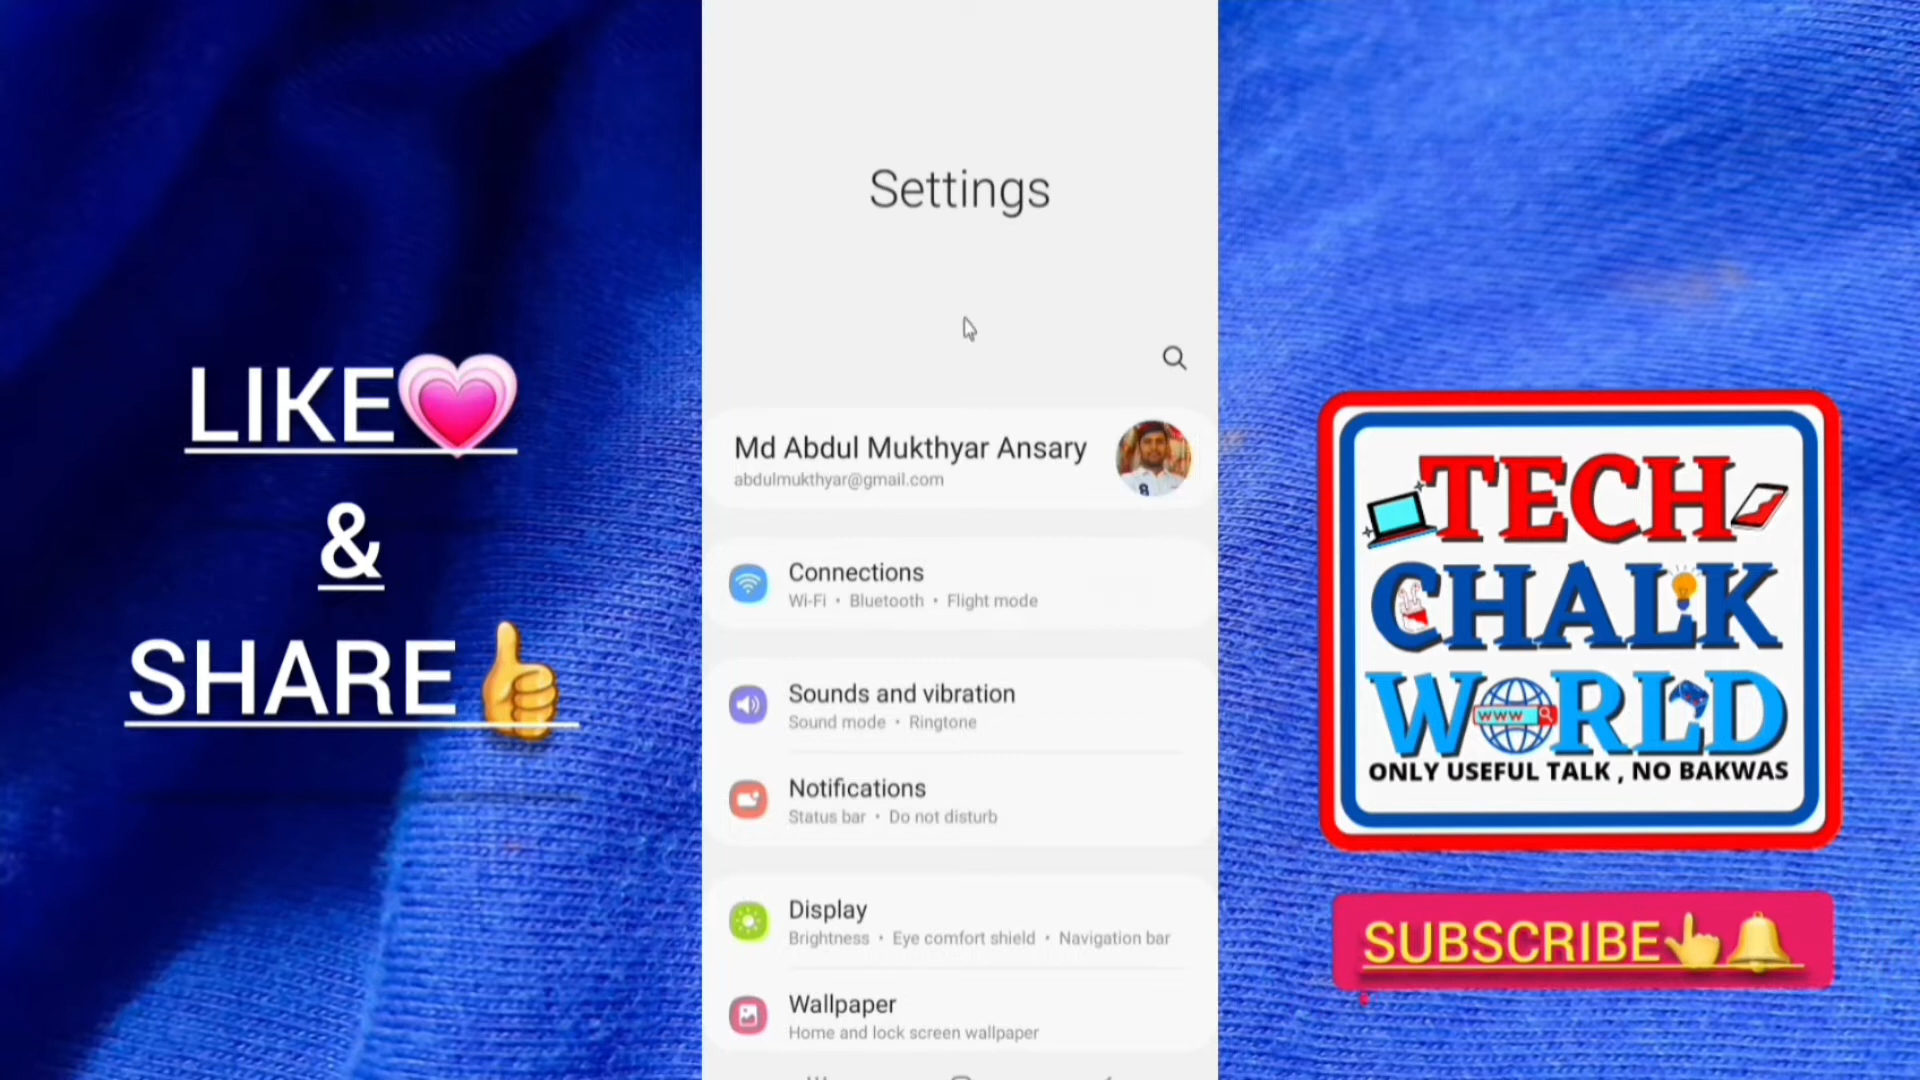 LIKE
&
SHARE
Settings
Md Abdul Mukthyar Ansary
abdulmukthyar@gmail.com
Connections
Wi-Fi • Bluetooth • Flight mode
Sounds and vibration
Sound mode • Ringtone
Notifications
Status bar • Do not disturb
Display
Brightness • Eye comfort shield • Navigation bar
Wallpaper
Home and lock screen wallpaper
TECH
CHALK
WORLD
WWW
ONLY USEFUL TALK , NO BAKWAS
SUBSCRIBE